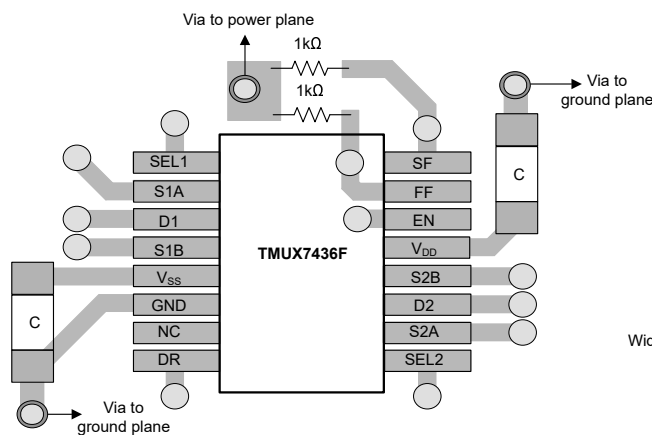 Via to power plane
1kΩ
1kΩ
Via to
ground plane
SEL1
S1A
D1
S1B
VSS
GND
NC
DR
TMUX7436F
SF
FF
EN
VDD
S2B
D2
S2A
SEL2
C
C
Via to
ground plane
Wid